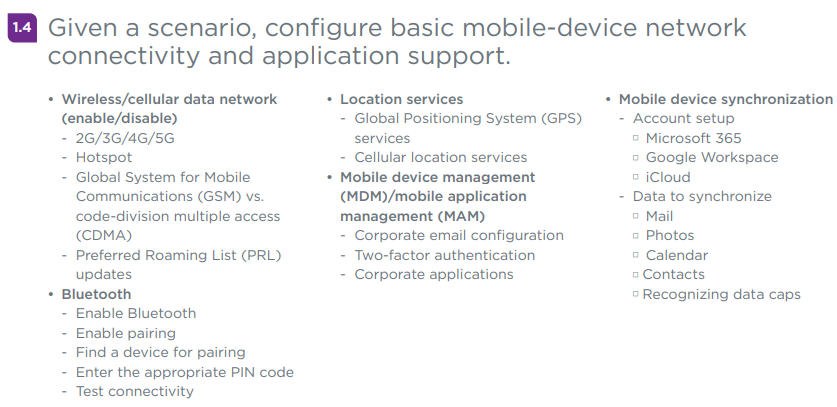 1.4
Given a scenario, configure basic mobile-device network
connectivity and application support.
• Wireless/cellular data network
(enable/disable)
- 2G/3G/4G/5G
- Hotspot
- Global System for Mobile
Communications (GSM) vs.
code-division multiple access
(CDMA)
- Preferred Roaming List (PRL)
updates
• Bluetooth
- Enable Bluetooth
- Enable pairing
- Find a device for pairing
- Enter the appropriate PIN code
- Test connectivity
• Location services
- Global Positioning System (GPS)
services
- Cellular location services
• Mobile device management
(MDM)/mobile application
management (MAM)
- Corporate email configuration
- Two-factor authentication
- Corporate applications
• Mobile device synchronization
- Account setup
▫ Microsoft 365
▫ Google Workspace
▫ iCloud
- Data to synchronize
▫ Mail
▫ Photos
▫ Calendar
▫ Contacts
▫ Recognizing data caps